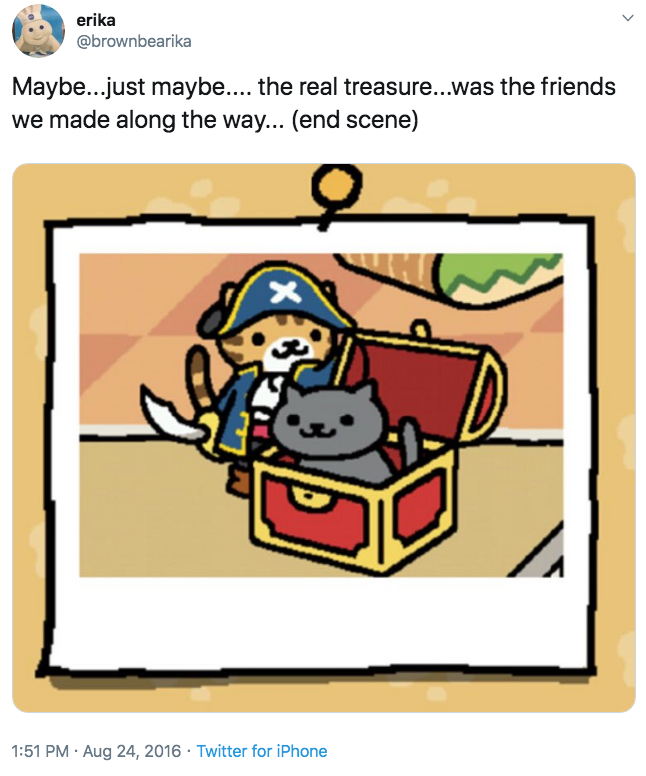 erika
@brownbearika
Maybe...just maybe.... the real treasure...was the friends
we made along the way... (end scene)
1:51 PM · Aug 24, 2016 · Twitter for iPhone